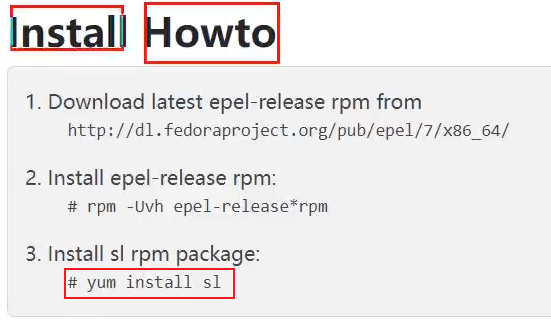 Install Howto
1. Download latest epel-release rpm from
http://dl.fedoraproject.org/pub/epel/7/x86_64/
2. Install epel-release rpm:
# rpm -Uvh epel-release*rpm
3. Install sl rpm package:
# yum install sl